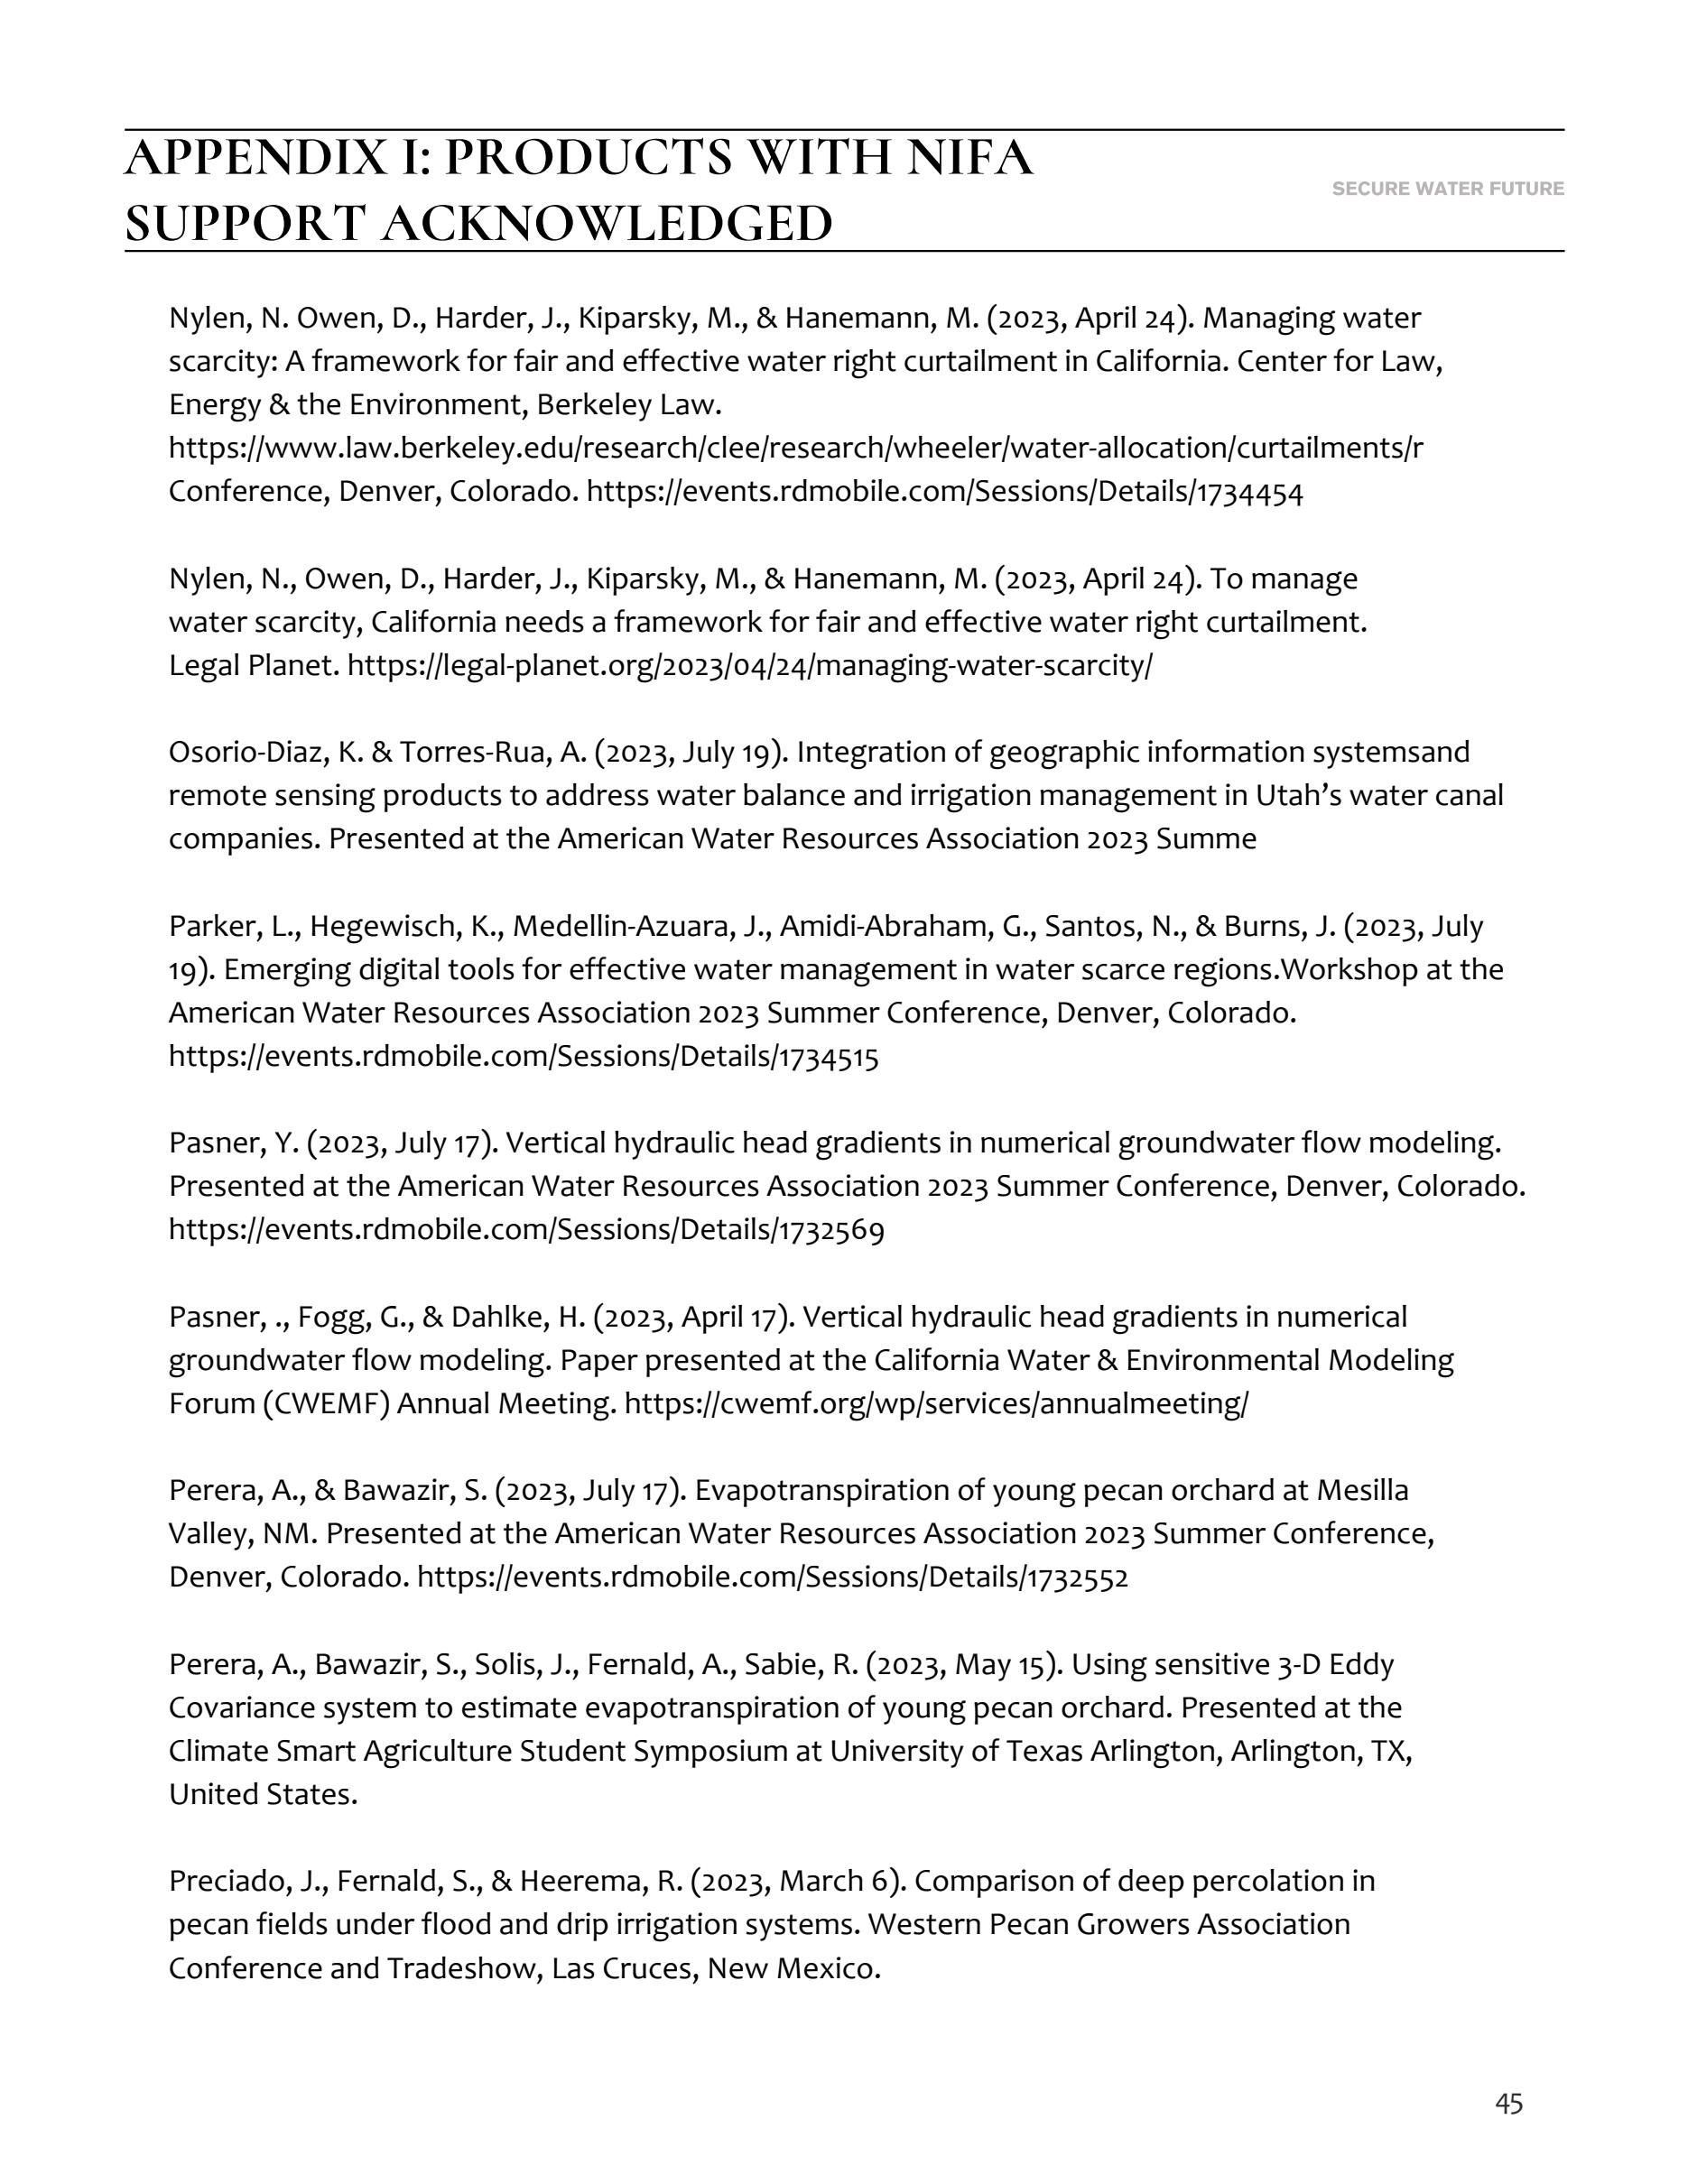 APPENDIX I: PRODUCTS WITH NIFA
SUPPORT ACKNOWLEDGED
SECURE WATER FUTURE
Nylen, N. Owen, D., Harder, J., Kiparsky, M., & Hanemann, M. (2023, April 24). Managing water
scarcity: A framework for fair and effective water right curtailment in California. Center for Law,
Energy & the Environment, Berkeley Law.
https://www.law.berkeley.edu/research/clee/research/wheeler/water-allocation/curtailments/r
Conference, Denver, Colorado. https://events.rdmobile.com/Sessions/Details/1734454
Nylen, N., Owen, D., Harder, J., Kiparsky, M., & Hanemann, M. (2023, April 24). To manage
water scarcity, California needs a framework for fair and effective water right curtailment.
Legal Planet. https://legal-planet.org/2023/04/24/managing-water-scarcity/
Osorio-Diaz, K. & Torres-Rua, A. (2023, July 19). Integration of geographic information systemsand
remote sensing products to address water balance and irrigation management in Utah’s water canal
companies. Presented at the American Water Resources Association 2023 Summe
Parker, L., Hegewisch, K., Medellin-Azuara, J., Amidi-Abraham, G., Santos, N., & Burns, J. (2023, July
19). Emerging digital tools for effective water management in water scarce regions.Workshop at the
American Water Resources Association 2023 Summer Conference, Denver, Colorado.
https://events.rdmobile.com/Sessions/Details/1734515
Pasner, Y. (2023, July 17). Vertical hydraulic head gradients in numerical groundwater flow modeling.
Presented at the American Water Resources Association 2023 Summer Conference, Denver, Colorado.
https://events.rdmobile.com/Sessions/Details/1732569
Pasner, ., Fogg, G., & Dahlke, H. (2023, April 17). Vertical hydraulic head gradients in numerical
groundwater flow modeling. Paper presented at the California Water & Environmental Modeling
Forum (CWEMF) Annual Meeting. https://cwemf.org/wp/services/annualmeeting/
Perera, A., & Bawazir, S. (2023, July 17). Evapotranspiration of young pecan orchard at Mesilla
Valley, NM. Presented at the American Water Resources Association 2023 Summer Conference,
Denver, Colorado. https://events.rdmobile.com/Sessions/Details/1732552
Perera, A., Bawazir, S., Solis, J., Fernald, A., Sabie, R. (2023, May 15). Using sensitive 3-D Eddy
Covariance system to estimate evapotranspiration of young pecan orchard. Presented at the
Climate Smart Agriculture Student Symposium at University of Texas Arlington, Arlington, TX,
United States.
Preciado, J., Fernald, S., & Heerema, R. (2023, March 6). Comparison of deep percolation in
pecan fields under flood and drip irrigation systems. Western Pecan Growers Association
Conference and Tradeshow, Las Cruces, New Mexico.
45